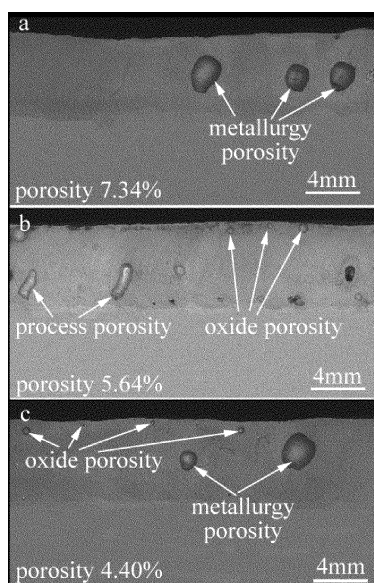 a
metallurgy
porosity
porosity 7.34%
4mm
b
process porosity
oxide porosity
porosity 5.64%
4mm
c
oxide porosity
metallurgy
porosity
porosity 4.40%
4mm